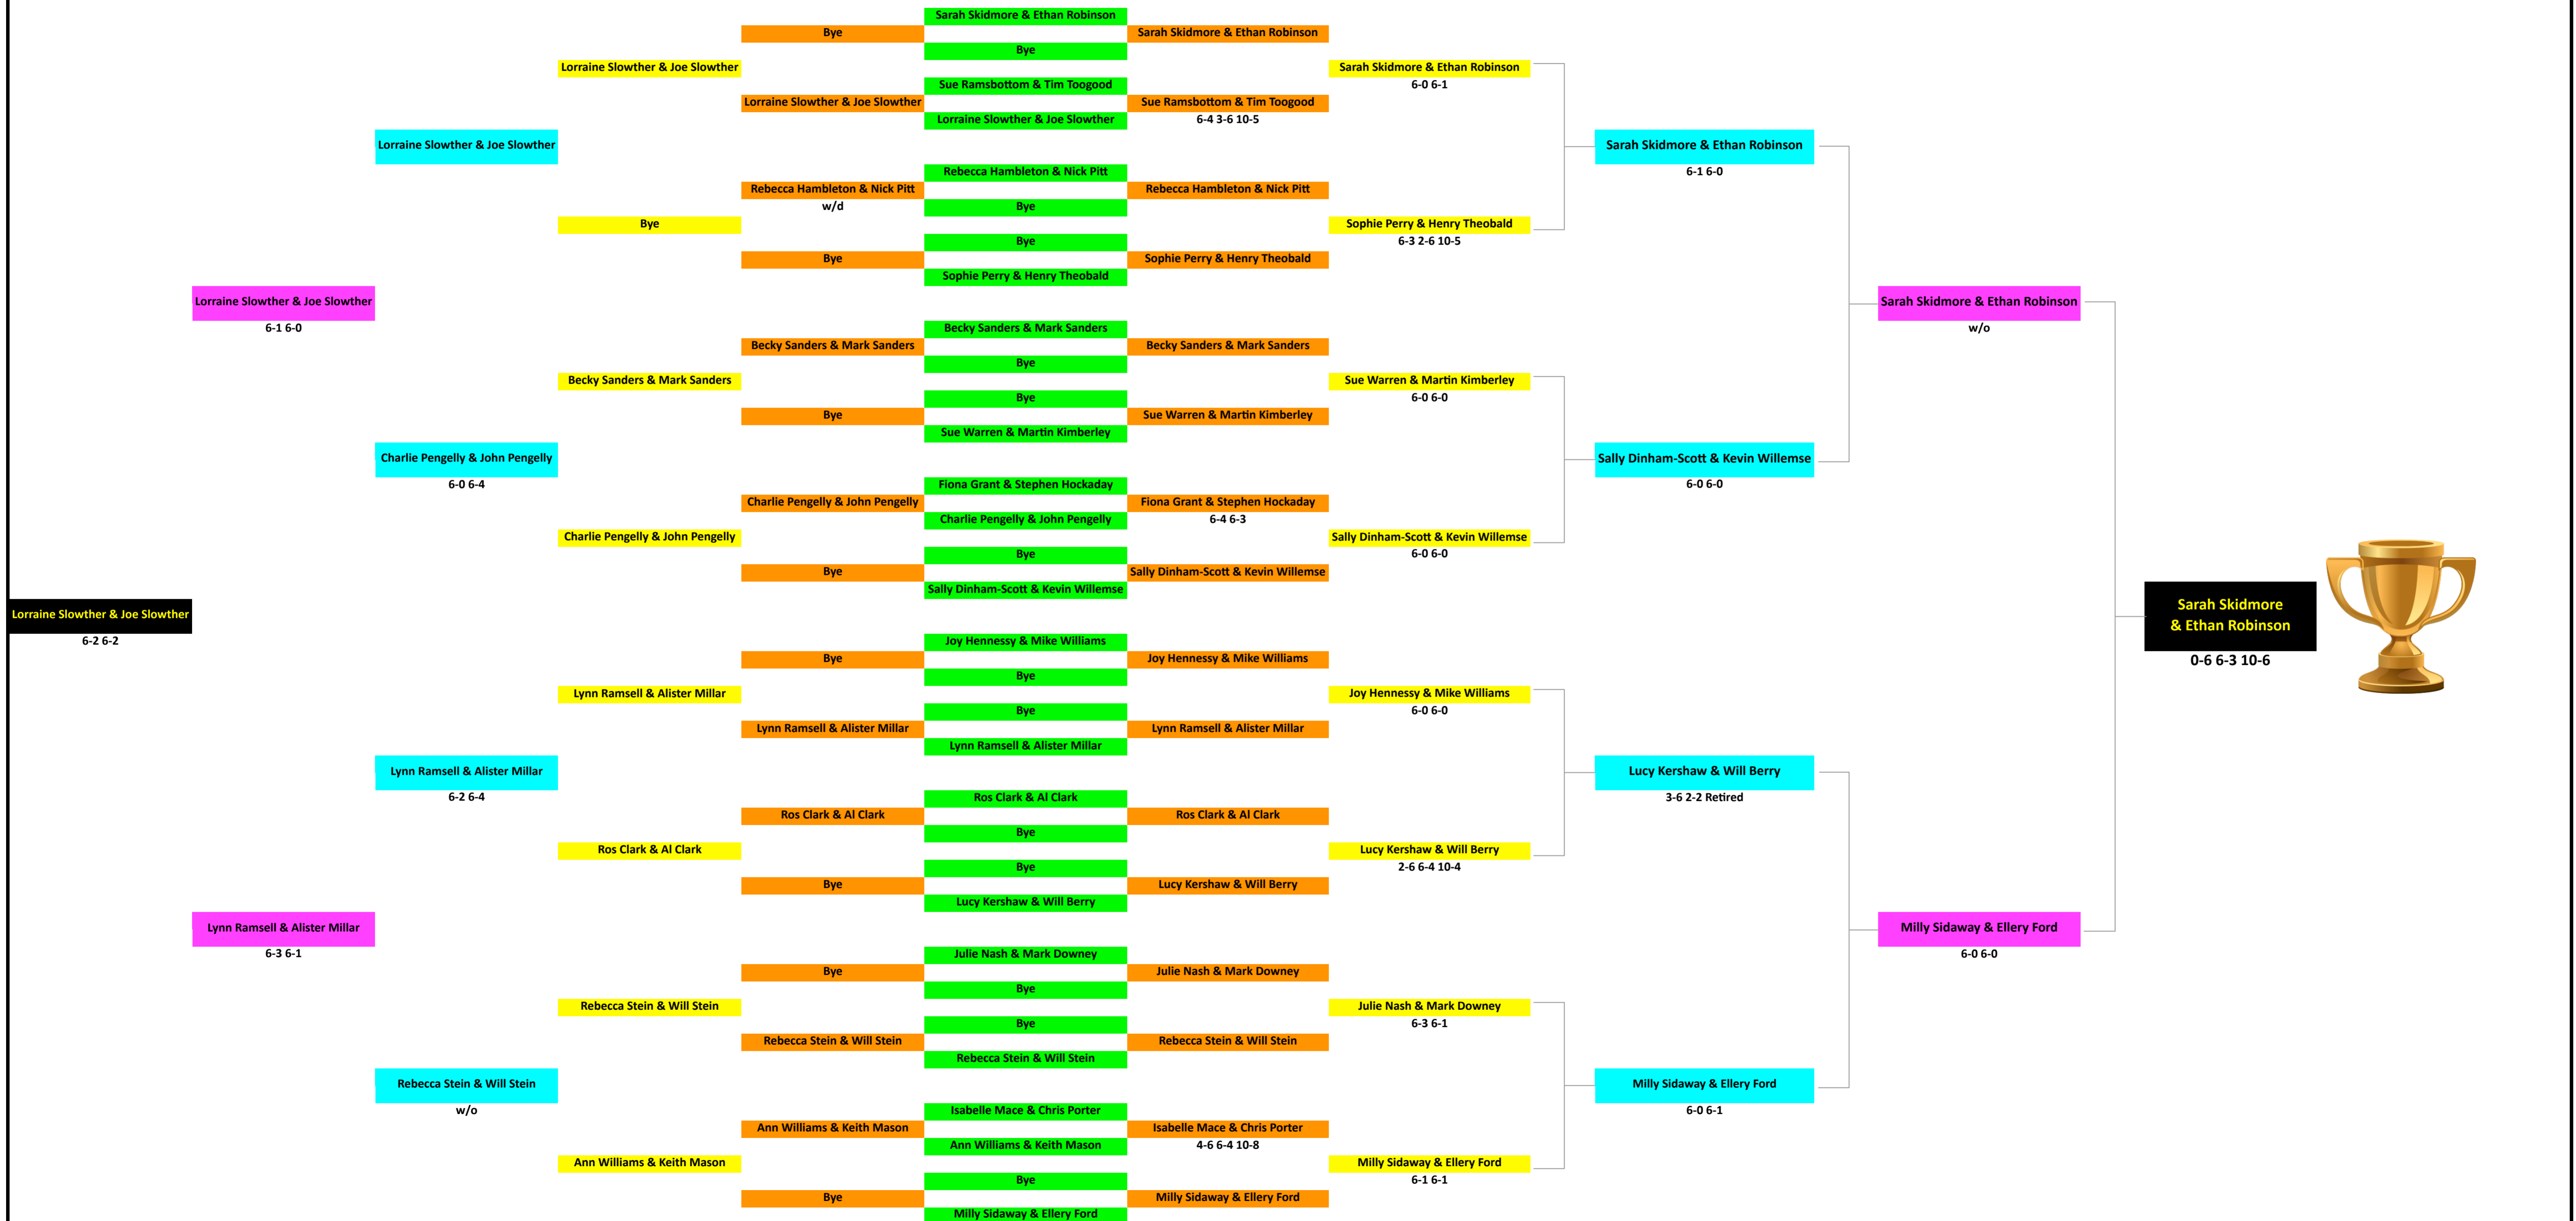 Sarah Skidmore & Ethan Robinson
Bye
Sarah Skidmore & Ethan Robinson
Bye
Lorraine Slowther & Joe Slowther
Sarah Skidmore & Ethan Robinson
Sue Ramsbottom & Tim Toogood
6-0 6-1
Lorraine Slowther & Joe Slowther
Sue Ramsbottom & Tim Toogood
Lorraine Slowther & Joe Slowther
6-4 3-6 10-5
Lorraine Slowther & Joe Slowther
Sarah Skidmore & Ethan Robinson
Rebecca Hambleton & Nick Pitt
6-1 6-0
Rebecca Hambleton & Nick Pitt
Rebecca Hambleton & Nick Pitt
w/d
Bye
Bye
Sophie Perry & Henry Theobald
Bye
6-3 2-6 10-5
Bye
Sophie Perry & Henry Theobald
Sophie Perry & Henry Theobald
Lorraine Slowther & Joe Slowther
Sarah Skidmore & Ethan Robinson
6-1 6-0
Becky Sanders & Mark Sanders
w/o
Becky Sanders & Mark Sanders
Becky Sanders & Mark Sanders
Bye
Becky Sanders & Mark Sanders
Sue Warren & Martin Kimberley
Bye
6-0 6-0
Bye
Sue Warren & Martin Kimberley
Sue Warren & Martin Kimberley
Charlie Pengelly & John Pengelly
Sally Dinham-Scott & Kevin Willemse
6-0 6-4
Fiona Grant & Stephen Hockaday
6-0 6-0
Charlie Pengelly & John Pengelly
Fiona Grant & Stephen Hockaday
Charlie Pengelly & John Pengelly
6-4 6-3
Charlie Pengelly & John Pengelly
Sally Dinham-Scott & Kevin Willemse
Bye
6-0 6-0
Bye
Sally Dinham-Scott & Kevin Willemse
Sally Dinham-Scott & Kevin Willemse
Sarah Skidmore
& Ethan Robinson
Lorraine Slowther & Joe Slowther
6-2 6-2
Joy Hennessy & Mike Williams
0-6 6-3 10-6
Bye
Joy Hennessy & Mike Williams
Bye
Lynn Ramsell & Alister Millar
Joy Hennessy & Mike Williams
Bye
6-0 6-0
Lynn Ramsell & Alister Millar
Lynn Ramsell & Alister Millar
Lynn Ramsell & Alister Millar
Lynn Ramsell & Alister Millar
Lucy Kershaw & Will Berry
6-2 6-4
Ros Clark & Al Clark
3-6 2-2 Retired
Ros Clark & Al Clark
Ros Clark & Al Clark
Bye
Ros Clark & Al Clark
Lucy Kershaw & Will Berry
Bye
2-6 6-4 10-4
Bye
Lucy Kershaw & Will Berry
Lucy Kershaw & Will Berry
Lynn Ramsell & Alister Millar
Milly Sidaway & Ellery Ford
6-3 6-1
Julie Nash & Mark Downey
6-0 6-0
Bye
Julie Nash & Mark Downey
Bye
Rebecca Stein & Will Stein
Julie Nash & Mark Downey
Bye
6-3 6-1
Rebecca Stein & Will Stein
Rebecca Stein & Will Stein
Rebecca Stein & Will Stein
Rebecca Stein & Will Stein
Milly Sidaway & Ellery Ford
w/o
Isabelle Mace & Chris Porter
6-0 6-1
Ann Williams & Keith Mason
Isabelle Mace & Chris Porter
Ann Williams & Keith Mason
4-6 6-4 10-8
Ann Williams & Keith Mason
Milly Sidaway & Ellery Ford
Bye
6-1 6-1
Bye
Milly Sidaway & Ellery Ford
Milly Sidaway & Ellery Ford